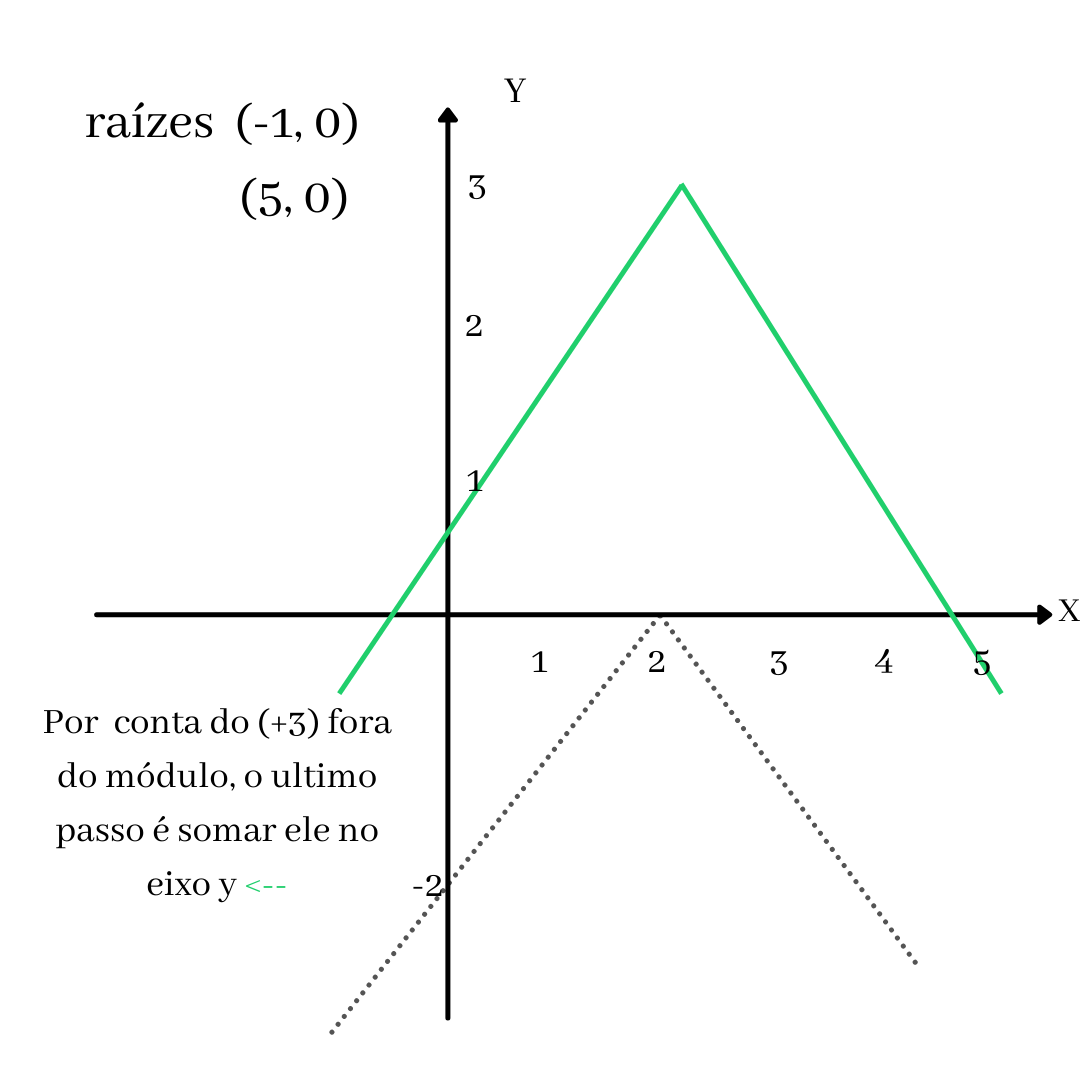 Y
raízes (-1, 0)
(5, 0)
3
2
1
X
1 2 3 4 5
Por conta do (+3) fora
do módulo, o ultimo
passo é somar ele no
eixo y <--
-2